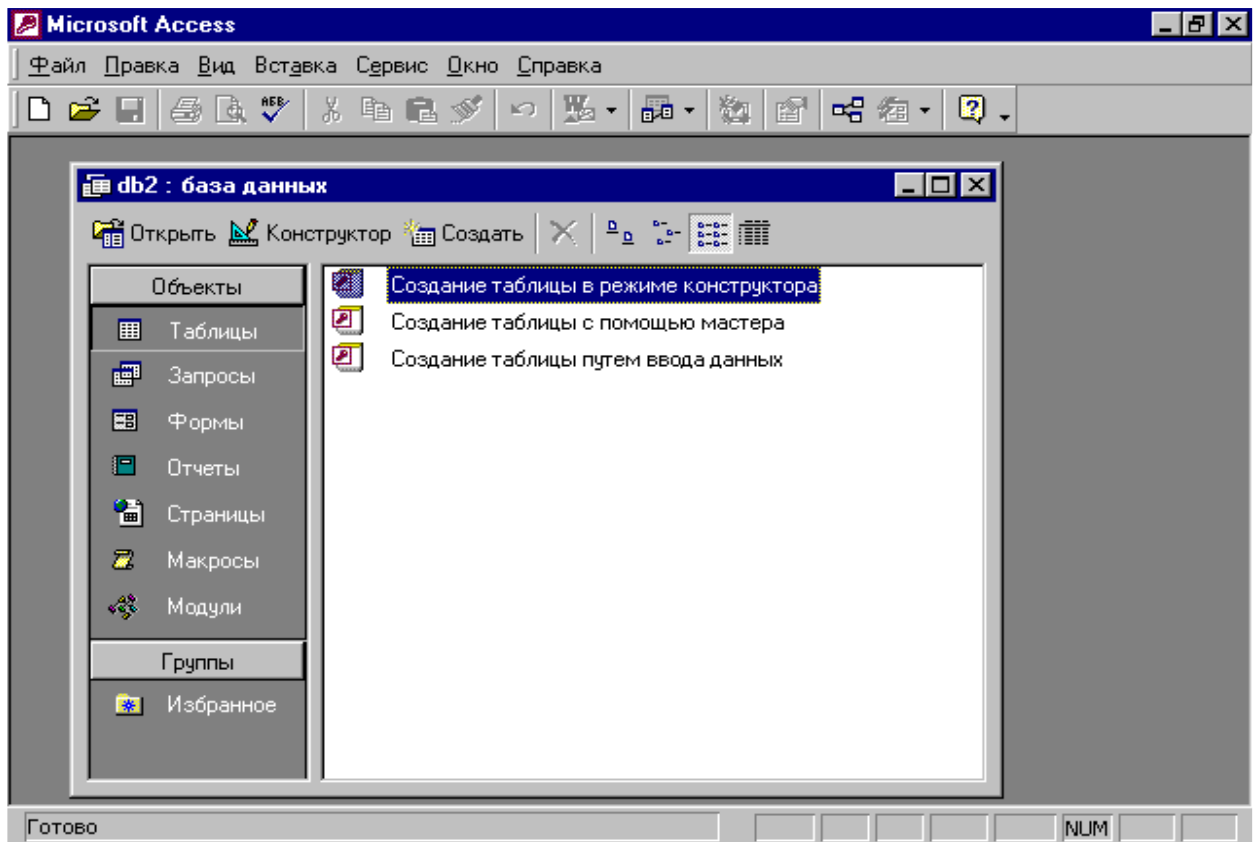 Microsoft Access
Файл Правка Вид Вставка Сервис Окно Справка
db2 : база данных
Открыть Конструктор Создать
Объекты
Таблицы
Запросы
Формы
Отчеты
Страницы
Макросы
Модули
Группы
Избранное
Создание таблицы в режиме конструктора
Создание таблицы с помощью мастера
Создание таблицы путем ввода данных
Готово
NUM